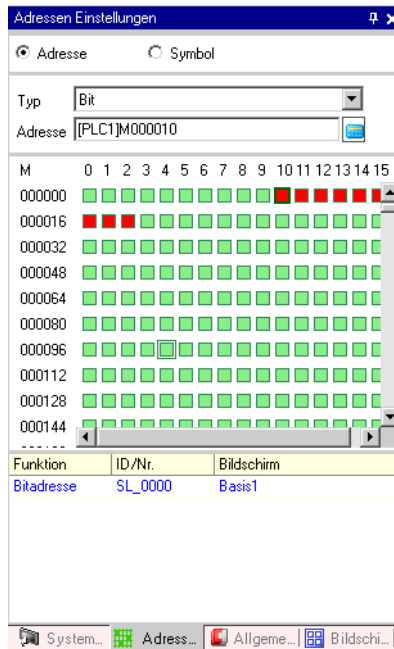 Adressen Einstellungen
Adresse Symbol
Typ Bit
Adresse [PLC1]M000010
M 0 1 2 3 4 5 6 7 8 9 10 11 12 13 14 15
000000
000016
000032
000048
000064
000080
000096
000112
000128
000144
Funktion ID/Nr. Bildschirm
Bitadresse SL_0000 Basis1
System... Adress... Allgeme... Bildschi...